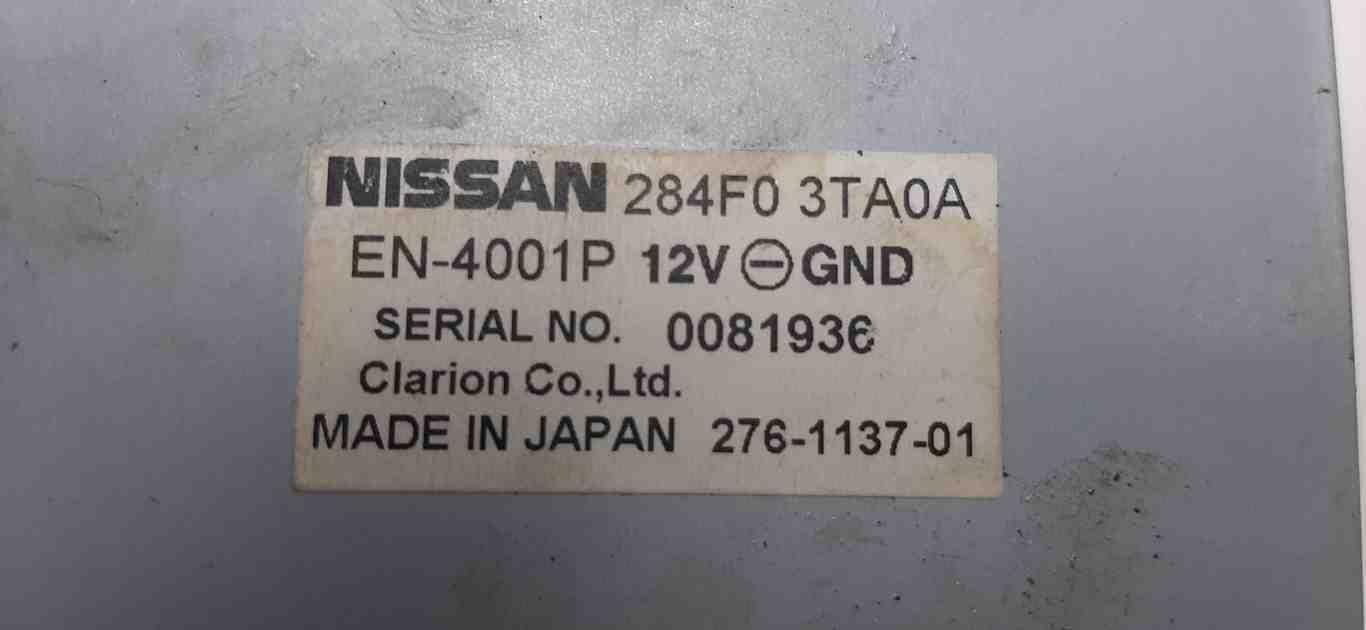 NISSAN 284F0 3TA0A
EN-4001P 12V⊖GND
SERIAL NO. 0081936
Clarion Co.,Ltd.
MADE IN JAPAN 276-1137-01